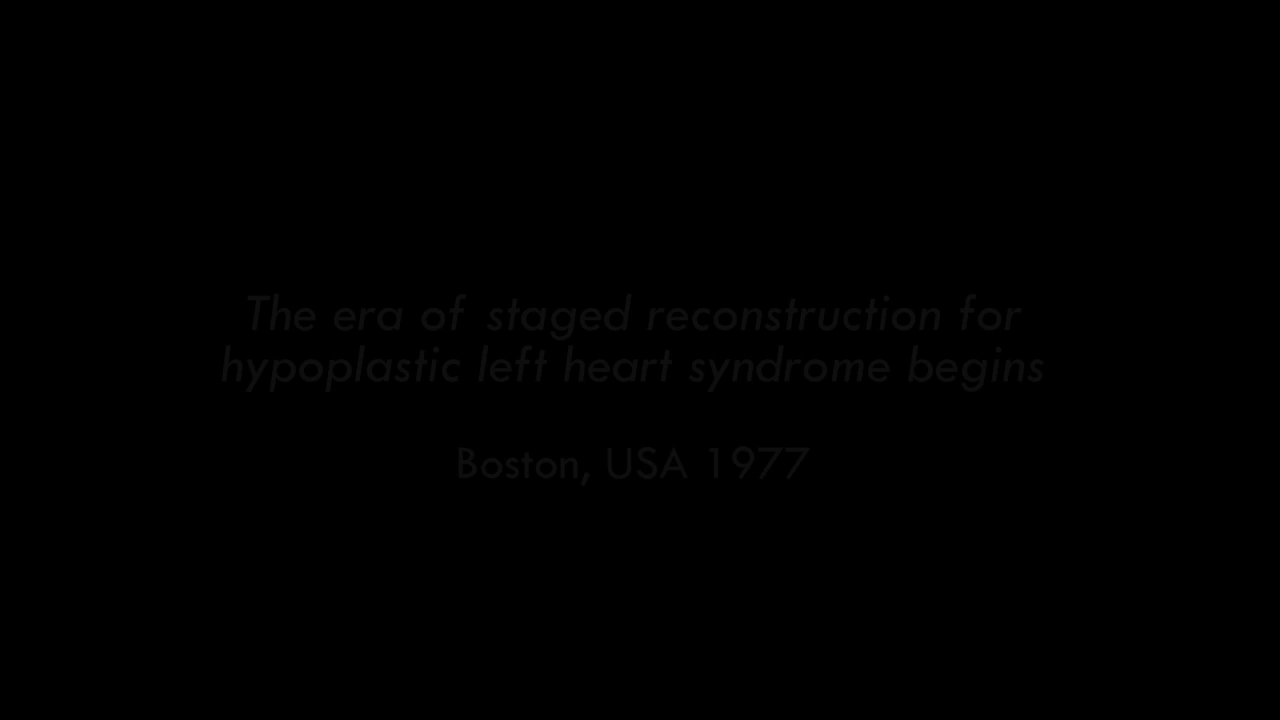 The era of staged reconstruction for
hypoplastic left heart syndrome begins
Boston, USA 1977